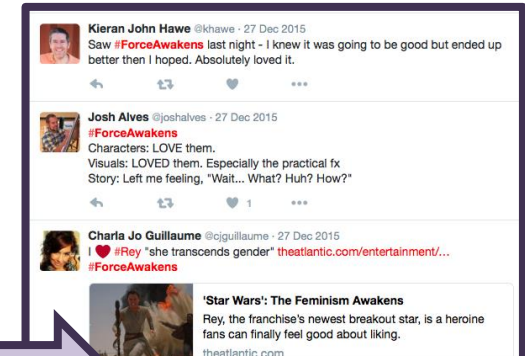 Kieran John Hawe @khawe · 27 Dec 2015
Saw #ForceAwakens last night - I knew it was going to be good but ended up
better then I hoped. Absolutely loved it.
Josh Alves @joshalves · 27 Dec 2015
#ForceAwakens
Characters: LOVE them.
Visuals: LOVED them. Especially the practical fx
Story: Left me feeling, "Wait... What? Huh? How?"
1
Charla Jo Guillaume @cjguillaume · 27 Dec 2015
I ❤ #Rey "she transcends gender" theatlantic.com/entertainment/…
#ForceAwakens
'Star Wars': The Feminism Awakens
Rey, the franchise's newest breakout star, is a heroine
fans can finally feel good about liking.
theatlantic.com